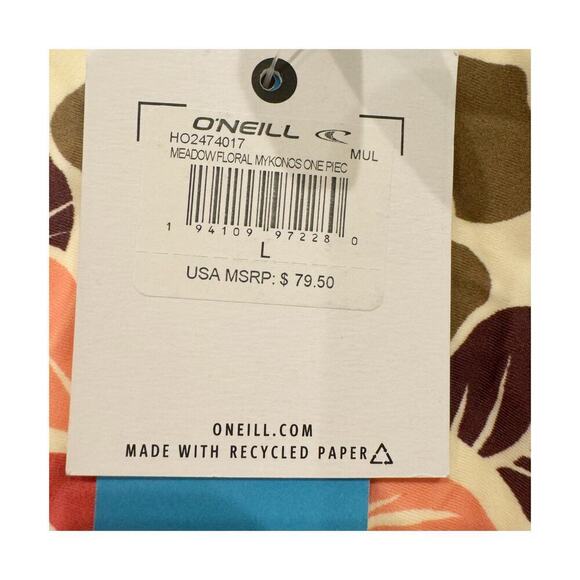 O'NEILL
HO2474017 MUL
MEADOW FLORAL MYKONOS ONE PIEC
1 94109 97228 0
L
USA MSRP: $ 79.50
ONEILL.COM
MADE WITH RECYCLED PAPER